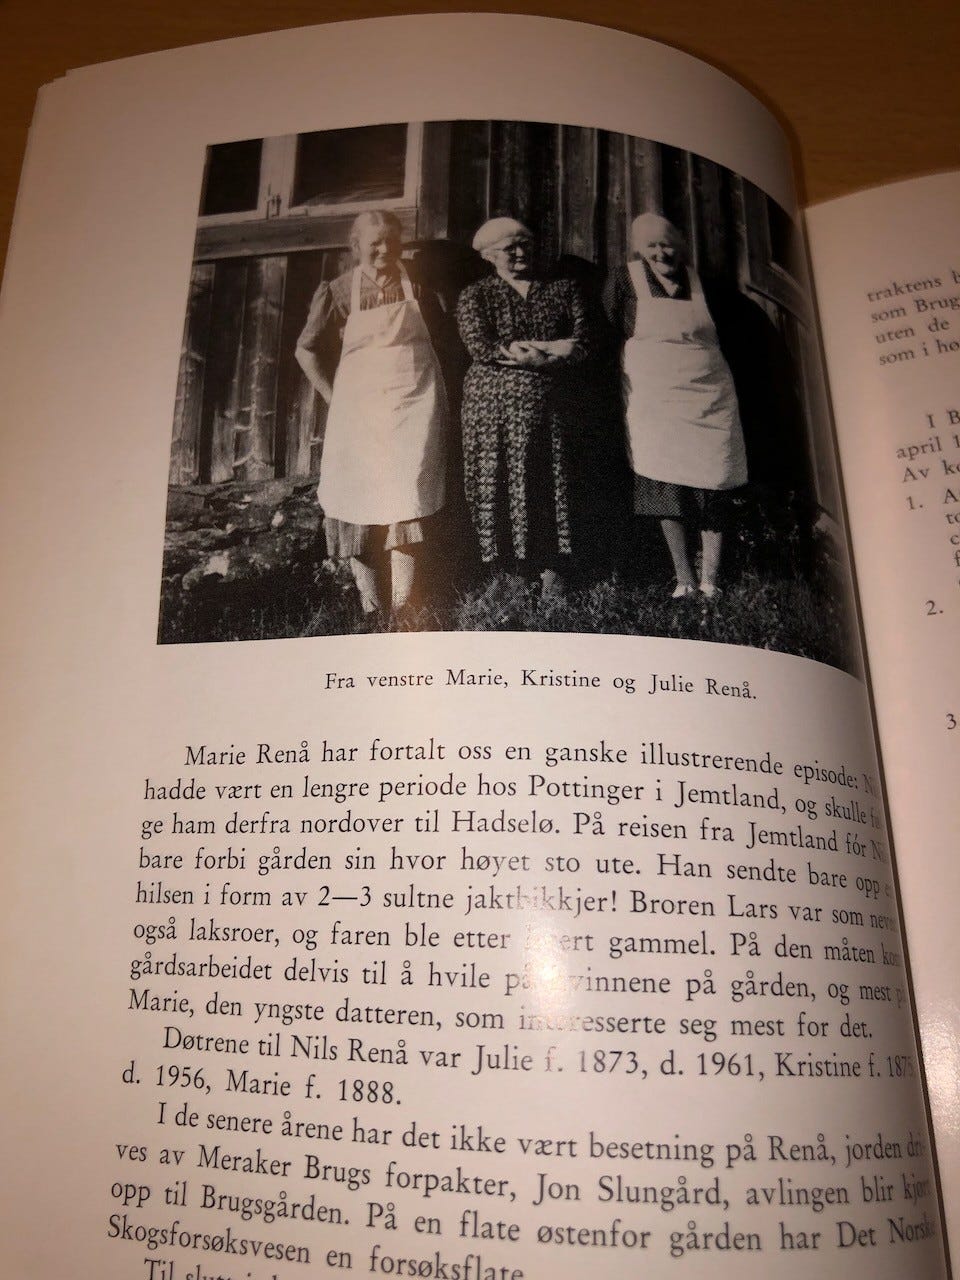 Fra venstre Marie, Kristine og Julie Renå.
Marie Renå har fortalt oss en ganske illustrerende episode:
hadde vært en lengre periode hos Pottinger i Jemtland, og skulle
ge ham derfra nordover til Hadselø. På reisen fra Jemtland fór
bare forbi gården sin hvor høyet sto ute. Han sendte bare opp
hilsen i form av 2—3 sultne jaktbikkjer! Broren Lars var som
også laksroer, og faren ble etter gammel. På den måten
gårdsarbeidet delvis til å hvile på kvinnene på gården, og mest
Marie, den yngste datteren, som interesserte seg mest for det.
Døtrene til Nils Renå var Julie f. 1873, d. 1961, Kristine f.
d. 1956, Marie f. 1888.
I de senere årene har det ikke vært besetning på Renå, jorden dri-
ves av Meraker Brugs forpakter, Jon Slungård, avlingen blir kjørt
opp til Brugsgården. På en flate østenfor gården har Det
Skogsforsøksvesen en forsøksflate.
Til
traktens
som
uten de
som i
I
april
Av
1.
2.
3